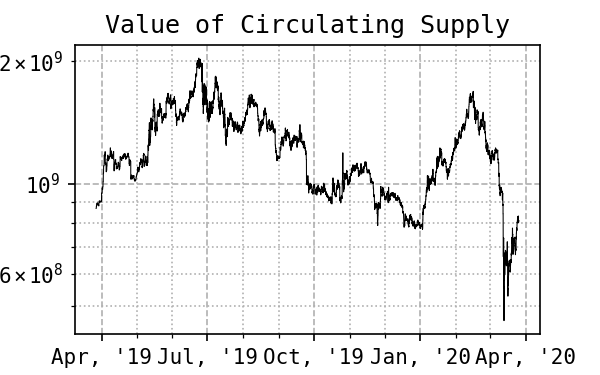 Value of Circulating Supply
2×10⁹
10⁹
6×10⁸
Apr, '19 Jul, '19 Oct, '19 Jan, '20 Apr, '20